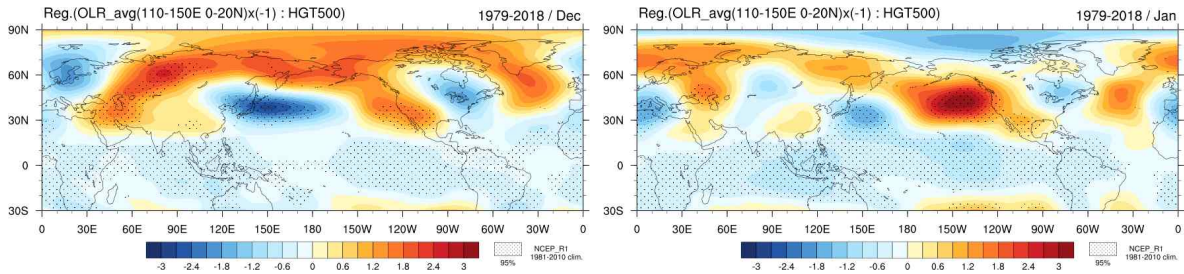 Reg.(OLR_avg(110-150E 0-20N)x(-1) : HGT500) 1979-2018 / Dec
90N
60N
30N
0
30S
0 30E 60E 90E 120E 150E 180 150W 120W 90W 60W 30W 0
-3 -2.4 -1.8 -1.2 -0.6 0 0.6 1.2 1.8 2.4 3
95%
NCEP_R1
1981-2010 clim.
Reg.(OLR_avg(110-150E 0-20N)x(-1) : HGT500) 1979-2018 / Jan
90N
60N
30N
0
30S
0 30E 60E 90E 120E 150E 180 150W 120W 90W 60W 30W 0
-3 -2.4 -1.8 -1.2 -0.6 0 0.6 1.2 1.8 2.4 3
95%
NCEP_R1
1981-2010 clim.